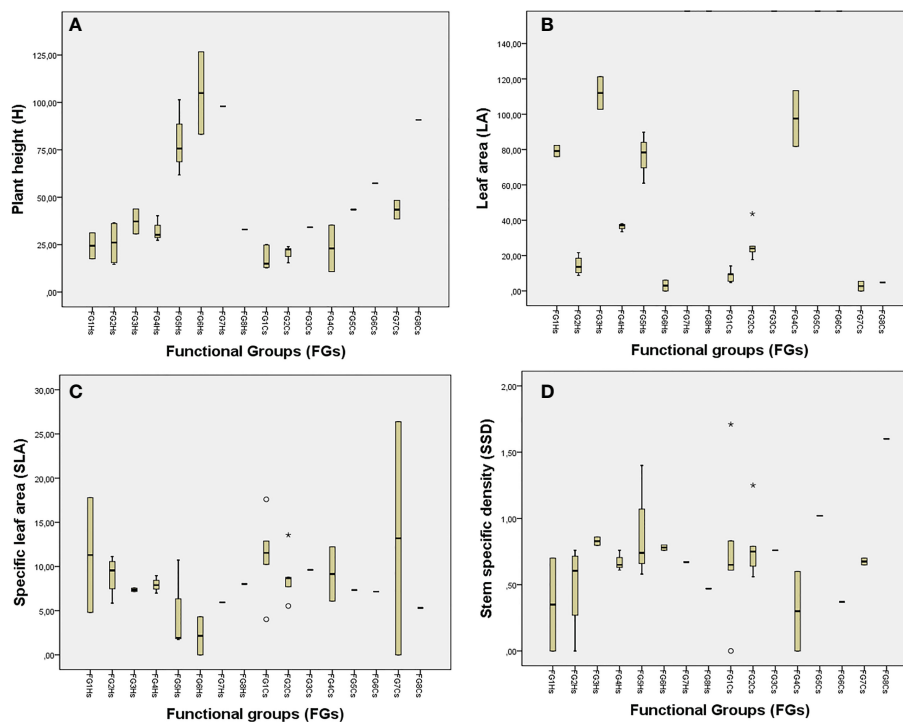 A
Plant height (H)
125,00
100,00
75,00
50,00
25,00
,00
FG1Hs
FG2Hs
FG3Hs
FG4Hs
FG5Hs
FG6Hs
FG7Hs
FG8Hs
FG1Cs
FG2Cs
FG3Cs
FG4Cs
FG5Cs
FG6Cs
FG7Cs
FG8Cs
Functional Groups (FGs)
B
Leaf area (LA)
140,00
120,00
100,00
80,00
60,00
40,00
20,00
,00
*
FG1Hs
FG2Hs
FG3Hs
FG4Hs
FG5Hs
FG6Hs
FG7Hs
FG8Hs
FG1Cs
FG2Cs
FG3Cs
FG4Cs
FG5Cs
FG6Cs
FG7Cs
FG8Cs
Functional groups (FGs)
C
Specific leaf area (SLA)
30,00
25,00
20,00
15,00
10,00
5,00
,00
*
FG1Hs
FG2Hs
FG3Hs
FG4Hs
FG5Hs
FG6Hs
FG7Hs
FG8Hs
FG1Cs
FG2Cs
FG3Cs
FG4Cs
FG5Cs
FG6Cs
FG7Cs
FG8Cs
Functional groups (FGs)
D
Stem specific density (SSD)
2,00
1,50
1,00
,50
,00
*
*
FG1Hs
FG2Hs
FG3Hs
FG4Hs
FG5Hs
FG6Hs
FG7Hs
FG8Hs
FG1Cs
FG2Cs
FG3Cs
FG4Cs
FG5Cs
FG6Cs
FG7Cs
FG8Cs
Functional groups (FGs)